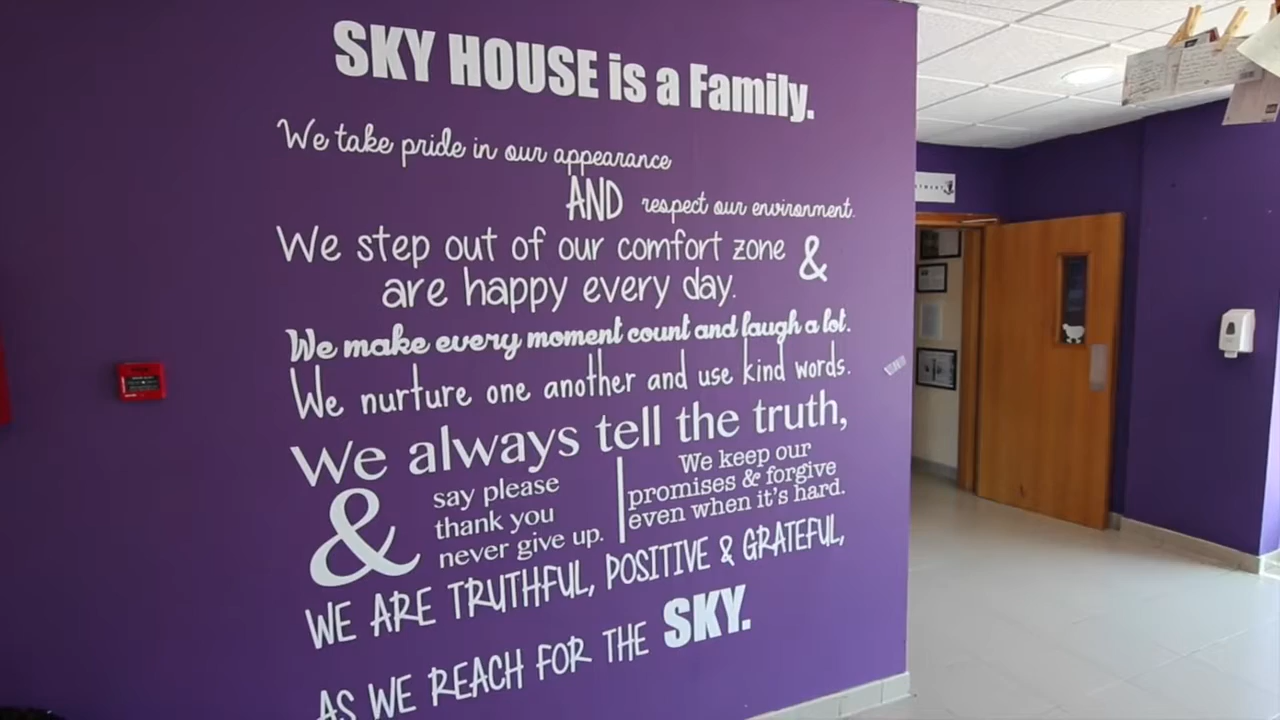 SKY HOUSE is a Family.
We take pride in our appearance
AND respect our environment.
We step out of our comfort zone &
are happy every day.
We make every moment count and laugh a lot.
We nurture one another and use kind words.
We always tell the truth,
&
say please
thank you
never give up.
We keep our
promises & forgive
even when it's hard.
WE ARE TRUTHFUL, POSITIVE & GRATEFUL,
AS WE REACH FOR THE SKY.